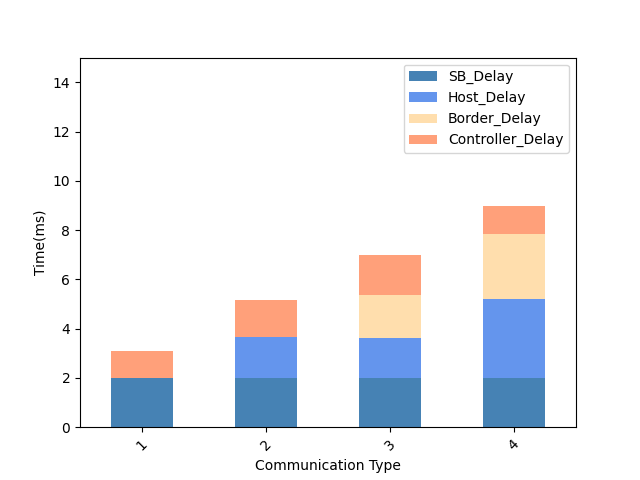 SB_Delay
Host_Delay
Border_Delay
Controller_Delay
Time(ms)
14
12
10
8
6
4
2
0
1 2 3 4
Communication Type